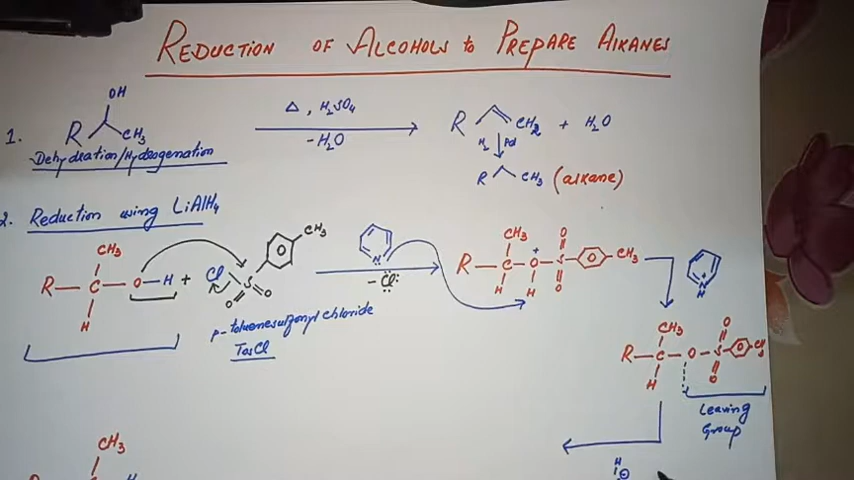 REDUCTION OF ALCOHOLS to PREPARE ALKANES
1.
OH
R CH3
Δ, H2SO4
-H2O
R CH2 + H2O
H2 Pd
R CH3 (alkane)
Dehydration/Hydrogenation
2. Reduction using LiAlH4
CH3
R — C — O — H + Cl S O O CH3
H
p-toluenesulfonyl chloride
TosCl
N
- Cl
CH3 O
R — C — O — S — CH3
H H O
+
N
H
CH3 O
R — C — O — S — CH3
H O
Leaving
Group
H
CH3